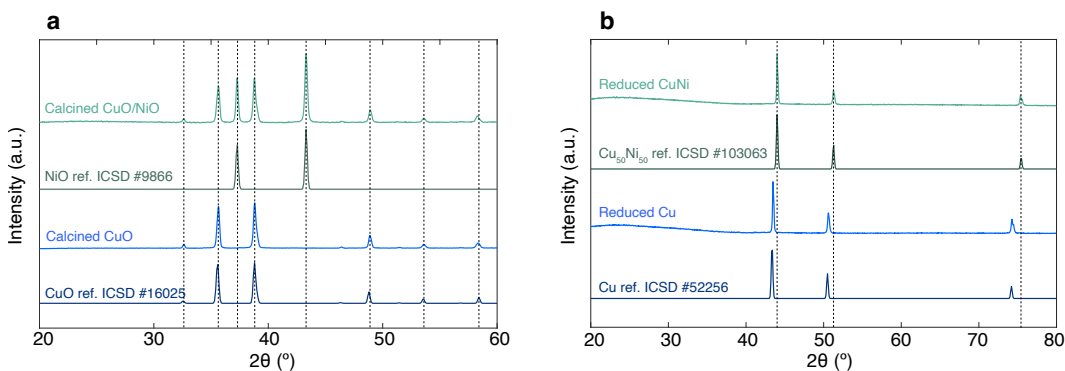 a
Intensity (a.u.)
Calcined CuO/NiO
NiO ref. ICSD #9866
Calcined CuO
CuO ref. ICSD #16025
20 30 40 50 60
2θ (º)
b
Intensity (a.u.)
Reduced CuNi
Cu₅₀Ni₅₀ ref. ICSD #103063
Reduced Cu
Cu ref. ICSD #52256
20 30 40 50 60 70 80
2θ (º)